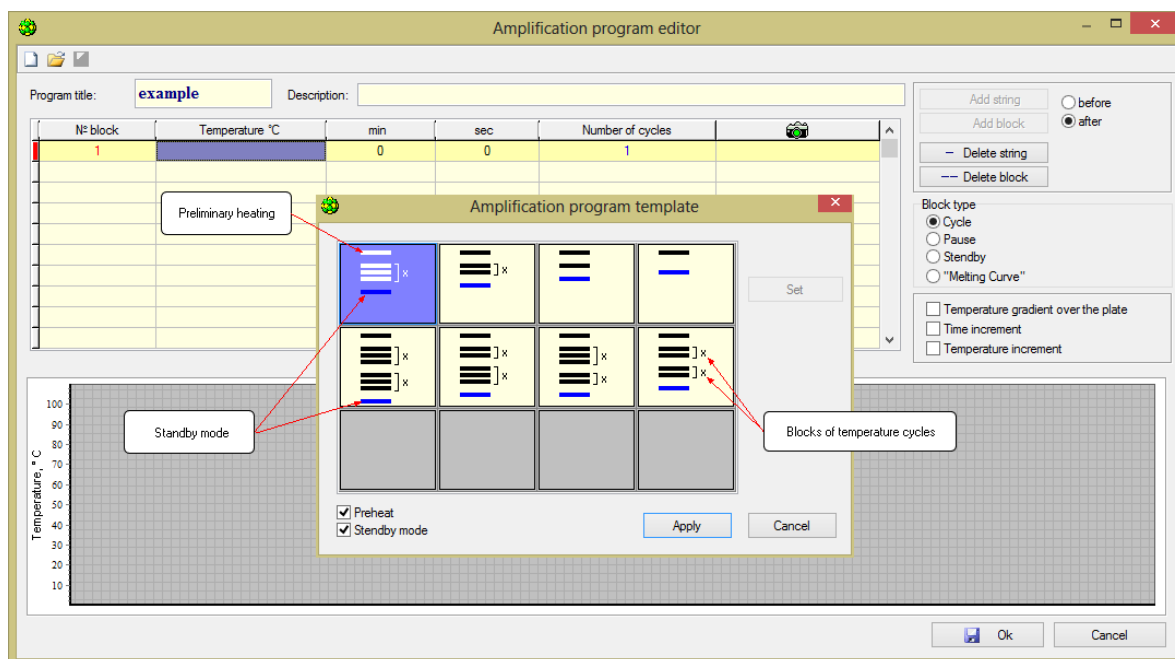 Amplification program editor
Program title:
example
Description:
Add string
Add block
before
after
Delete string
Delete block
Nº block
Temperature °C
min
sec
Number of cycles
1
0
0
1
Block type
Cycle
Pause
Stendby
"Melting Curve"
Temperature gradient over the plate
Time increment
Temperature increment
Amplification program template
Preliminary heating
x
x
Set
x
x
x
x
x
x
x
x
Standby mode
Blocks of temperature cycles
Preheat
Stendby mode
Apply
Cancel
Temperature, °C
100
90
80
70
60
50
40
30
20
10
Ok
Cancel